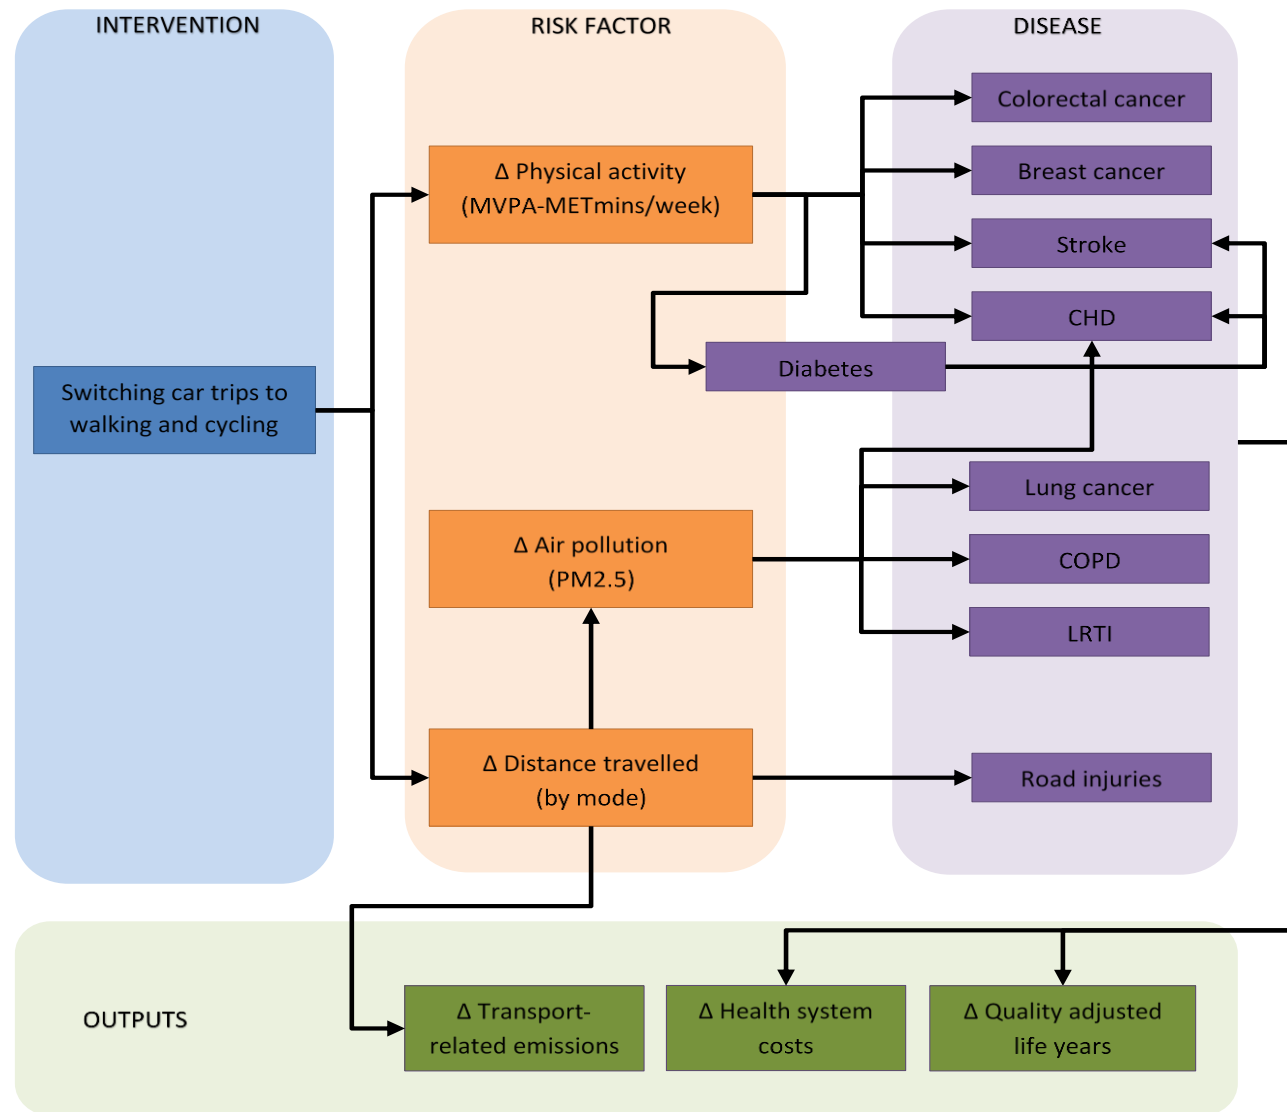 INTERVENTION
RISK FACTOR
DISEASE
Switching car trips to
walking and cycling
Δ Physical activity
(MVPA-METmins/week)
Δ Air pollution
(PM2.5)
Δ Distance travelled
(by mode)
Colorectal cancer
Breast cancer
Stroke
CHD
Diabetes
Lung cancer
COPD
LRTI
Road injuries
OUTPUTS
Δ Transport-
related emissions
Δ Health system
costs
Δ Quality adjusted
life years